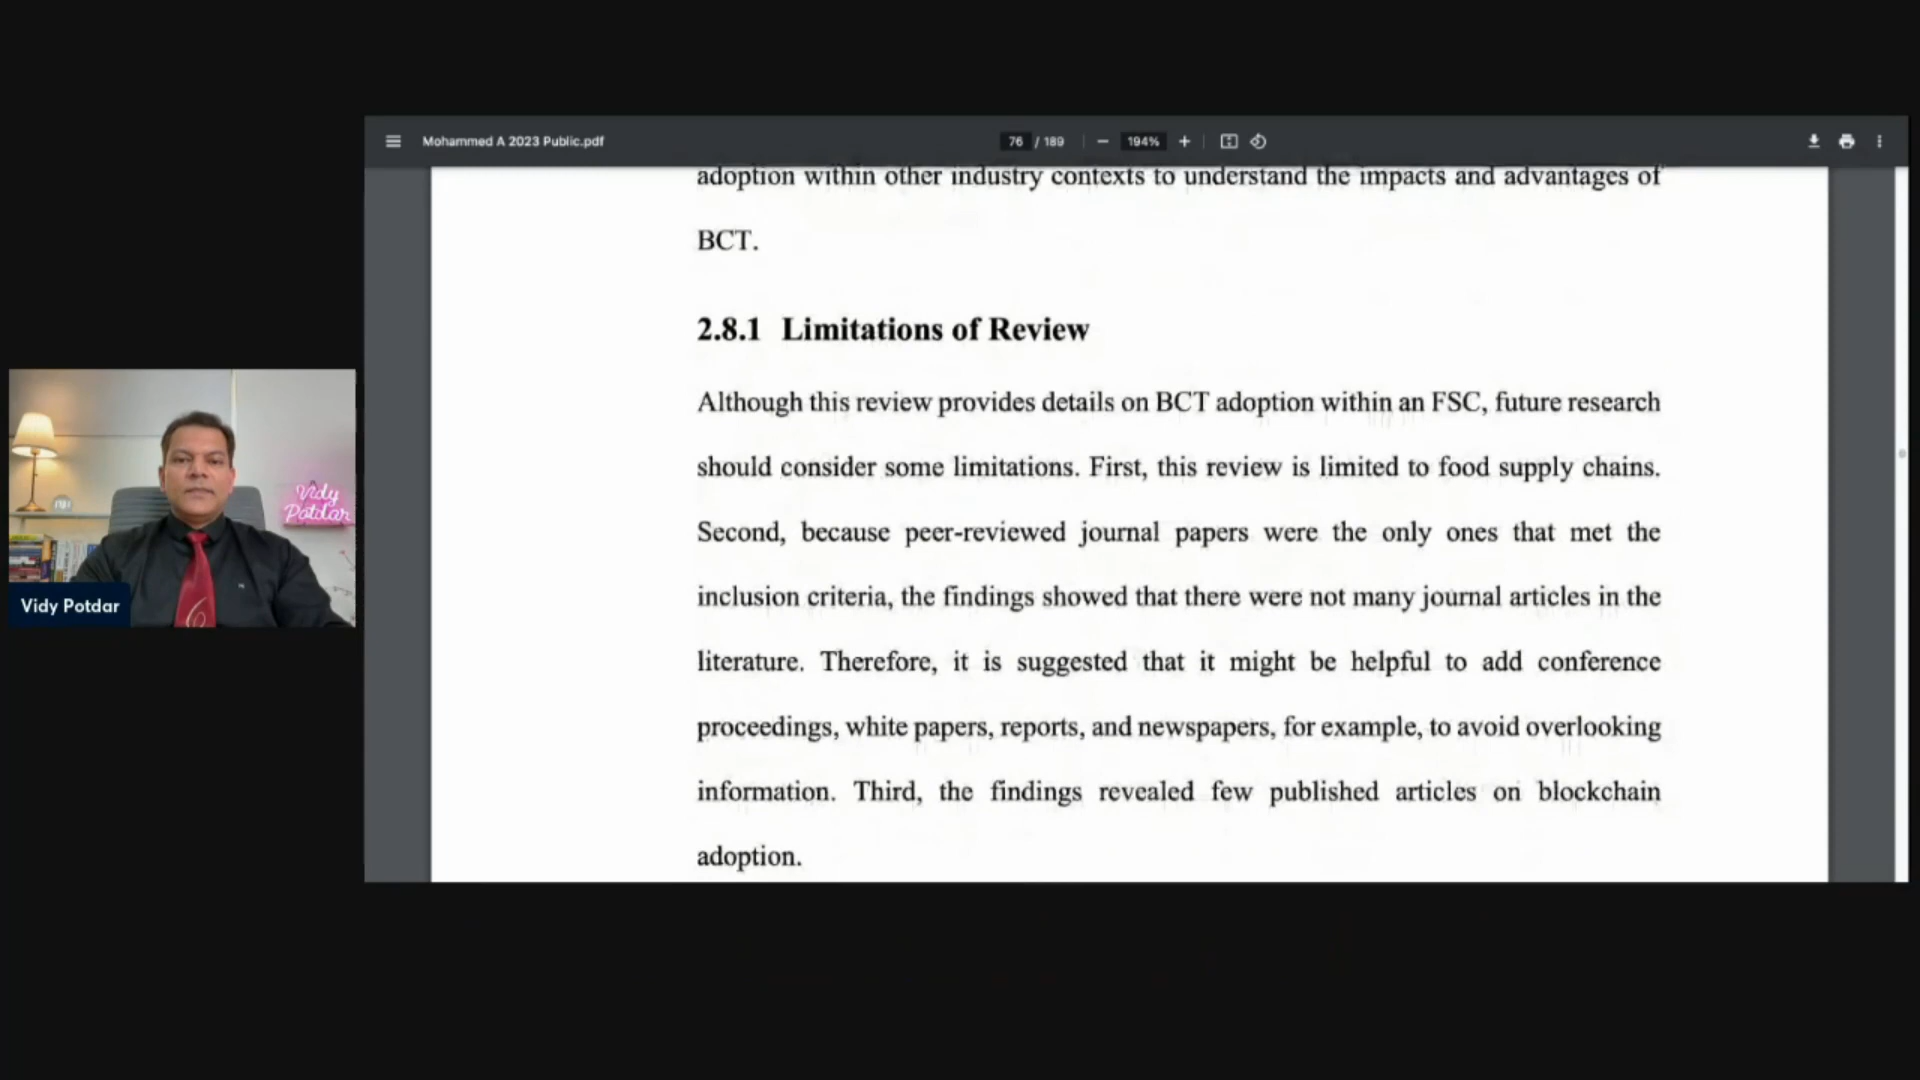 Mohammed A 2023 Public.pdf
76 / 189
194%
adoption within other industry contexts to understand the impacts and advantages of
BCT.
2.8.1 Limitations of Review
Although this review provides details on BCT adoption within an FSC, future research
should consider some limitations. First, this review is limited to food supply chains.
Second, because peer-reviewed journal papers were the only ones that met the
inclusion criteria, the findings showed that there were not many journal articles in the
literature. Therefore, it is suggested that it might be helpful to add conference
proceedings, white papers, reports, and newspapers, for example, to avoid overlooking
information. Third, the findings revealed few published articles on blockchain
adoption.
Vidy
Potdar
Vidy Potdar